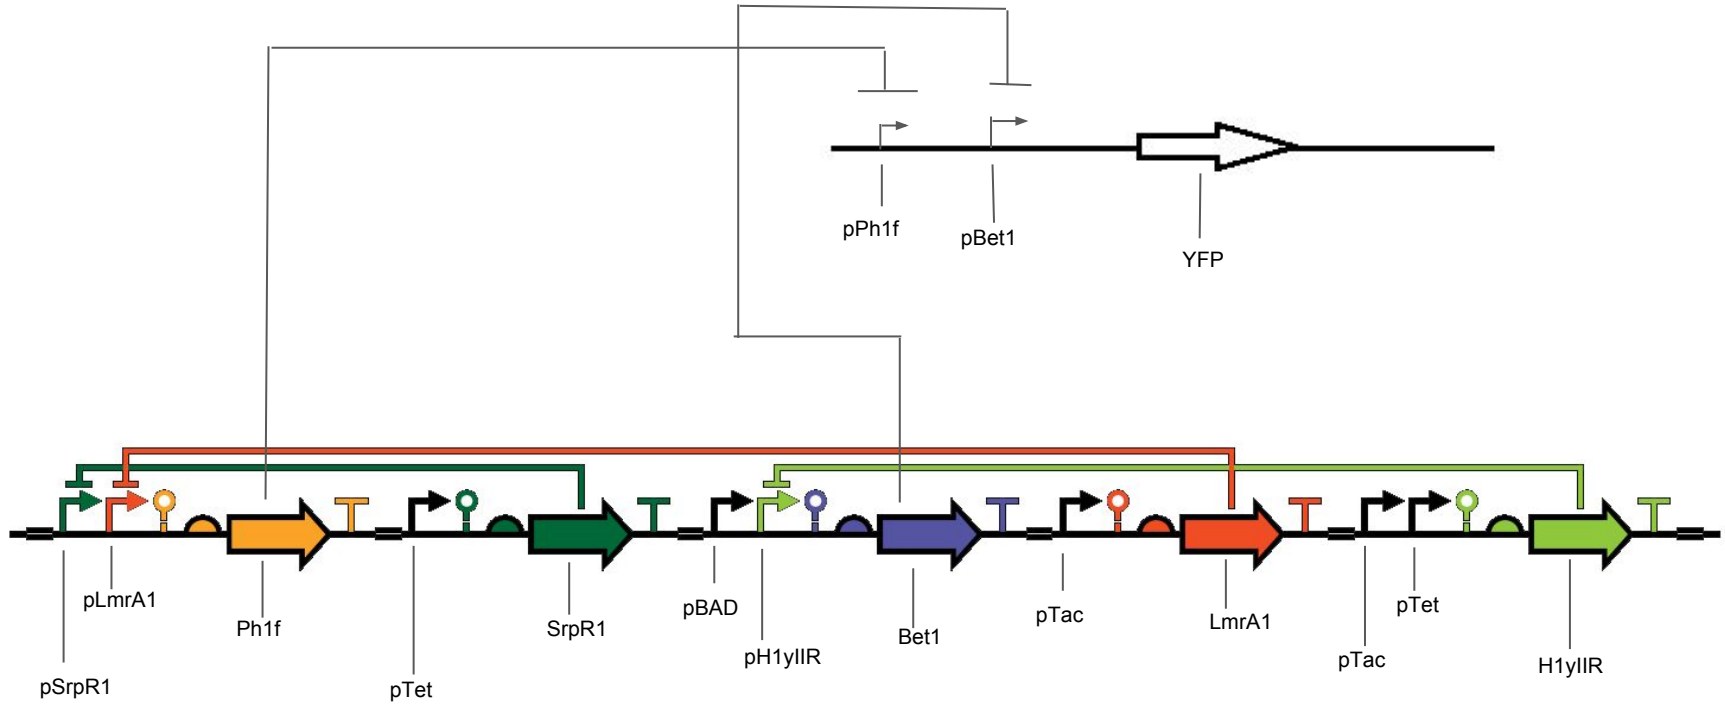 pPh1f
pBet1
YFP
pLmrA1
Ph1f
SrpR1
pBAD
pH1yIIR
Bet1
pTac
LmrA1
pTet
pTac
H1yIIR
pSrpR1
pTet